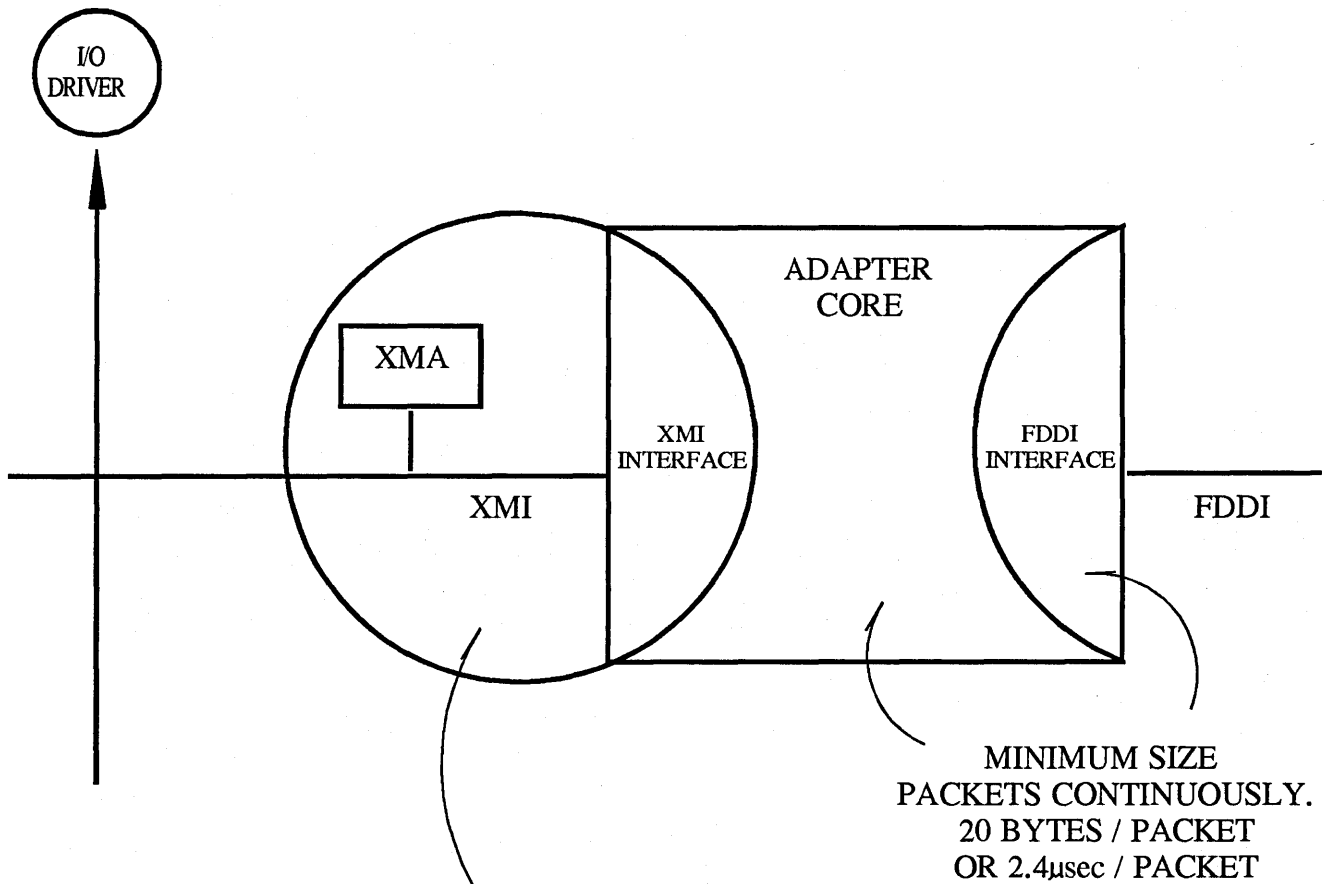 I/O
DRIVER
ADAPTER
CORE
XMA
XMI
INTERFACE
FDDI
INTERFACE
XMI
FDDI
MINIMUM SIZE
PACKETS CONTINUOUSLY.
20 BYTES / PACKET
OR 2.4µsec / PACKET